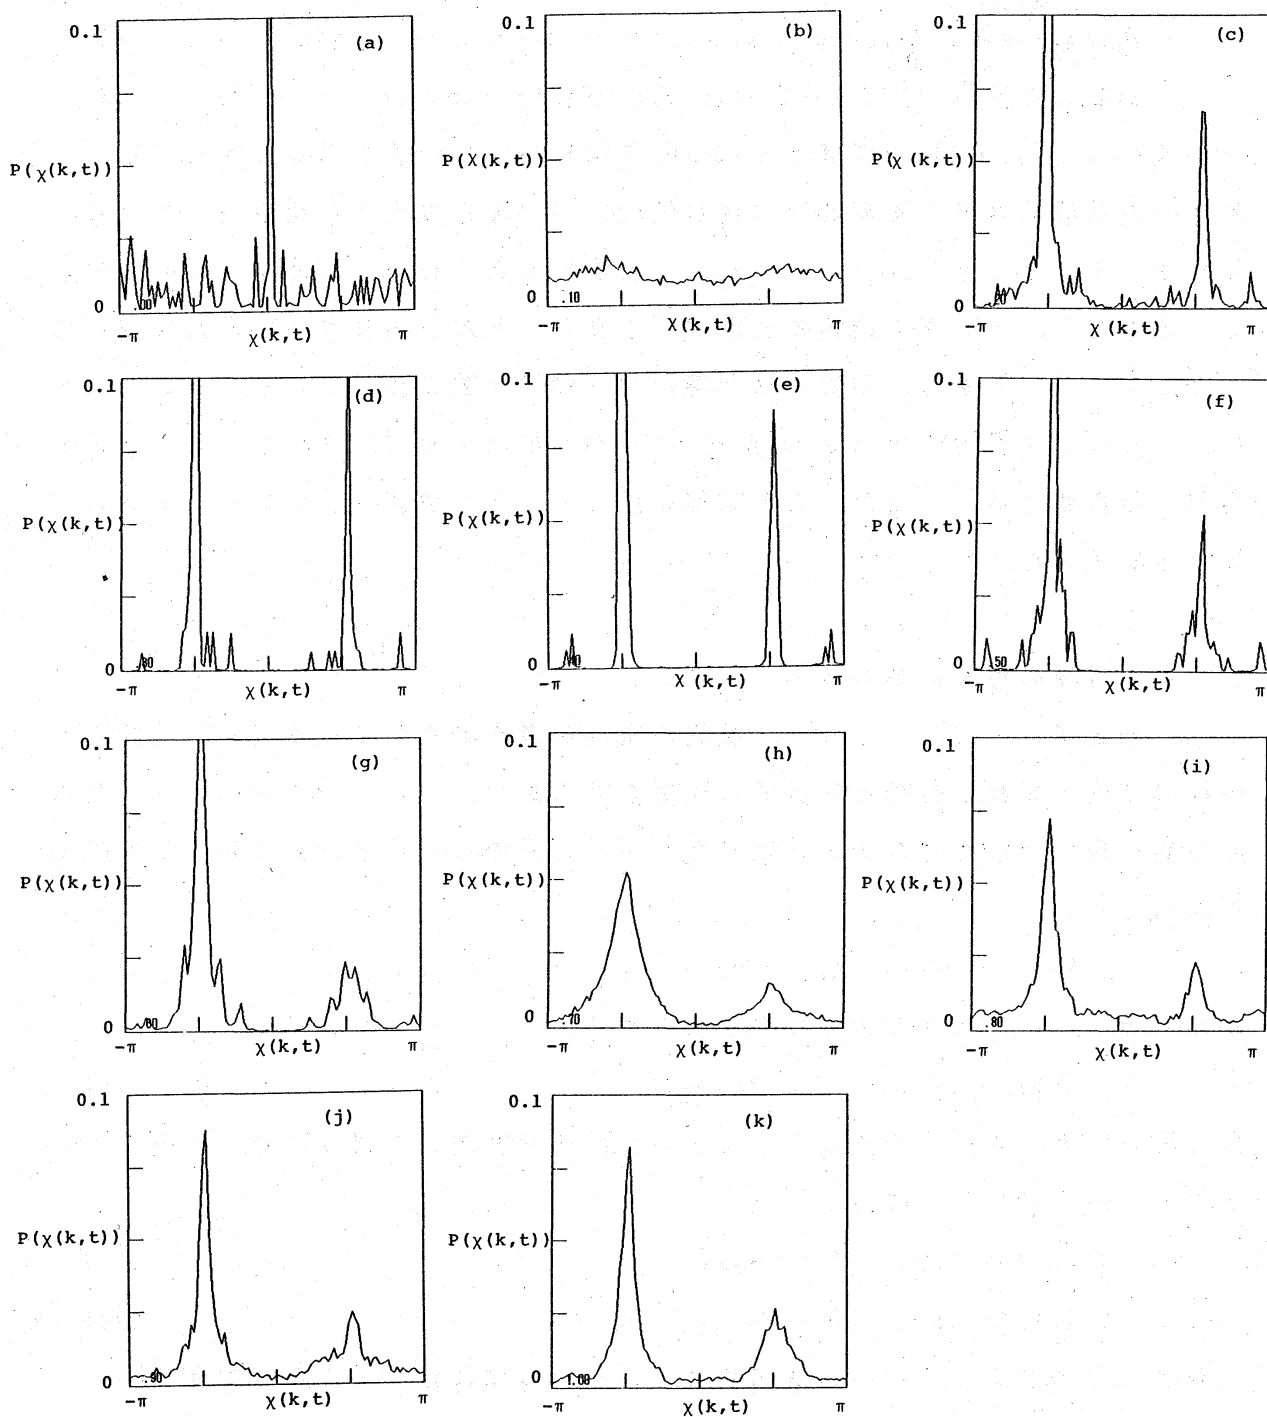 0.1
(a)
P(χ(k,t))
0
.00
-π
χ(k,t)
π
0.1
(b)
P(χ(k,t))
0
.10
-π
χ(k,t)
π
0.1
(c)
P(χ(k,t))
0
-π
χ(k,t)
π
0.1
(d)
P(χ(k,t))
0
-π
χ(k,t)
π
0.1
(e)
P(χ(k,t))
0
-π
χ(k,t)
π
0.1
(f)
P(χ(k,t))
0
.50
-π
χ(k,t)
π
0.1
(g)
P(χ(k,t))
0
-π
χ(k,t)
π
0.1
(h)
P(χ(k,t))
0
.70
-π
χ(k,t)
π
0.1
(i)
P(χ(k,t))
0
.80
-π
χ(k,t)
π
0.1
(j)
P(χ(k,t))
0
.90
-π
χ(k,t)
π
0.1
(k)
P(χ(k,t))
0
1.00
-π
χ(k,t)
π